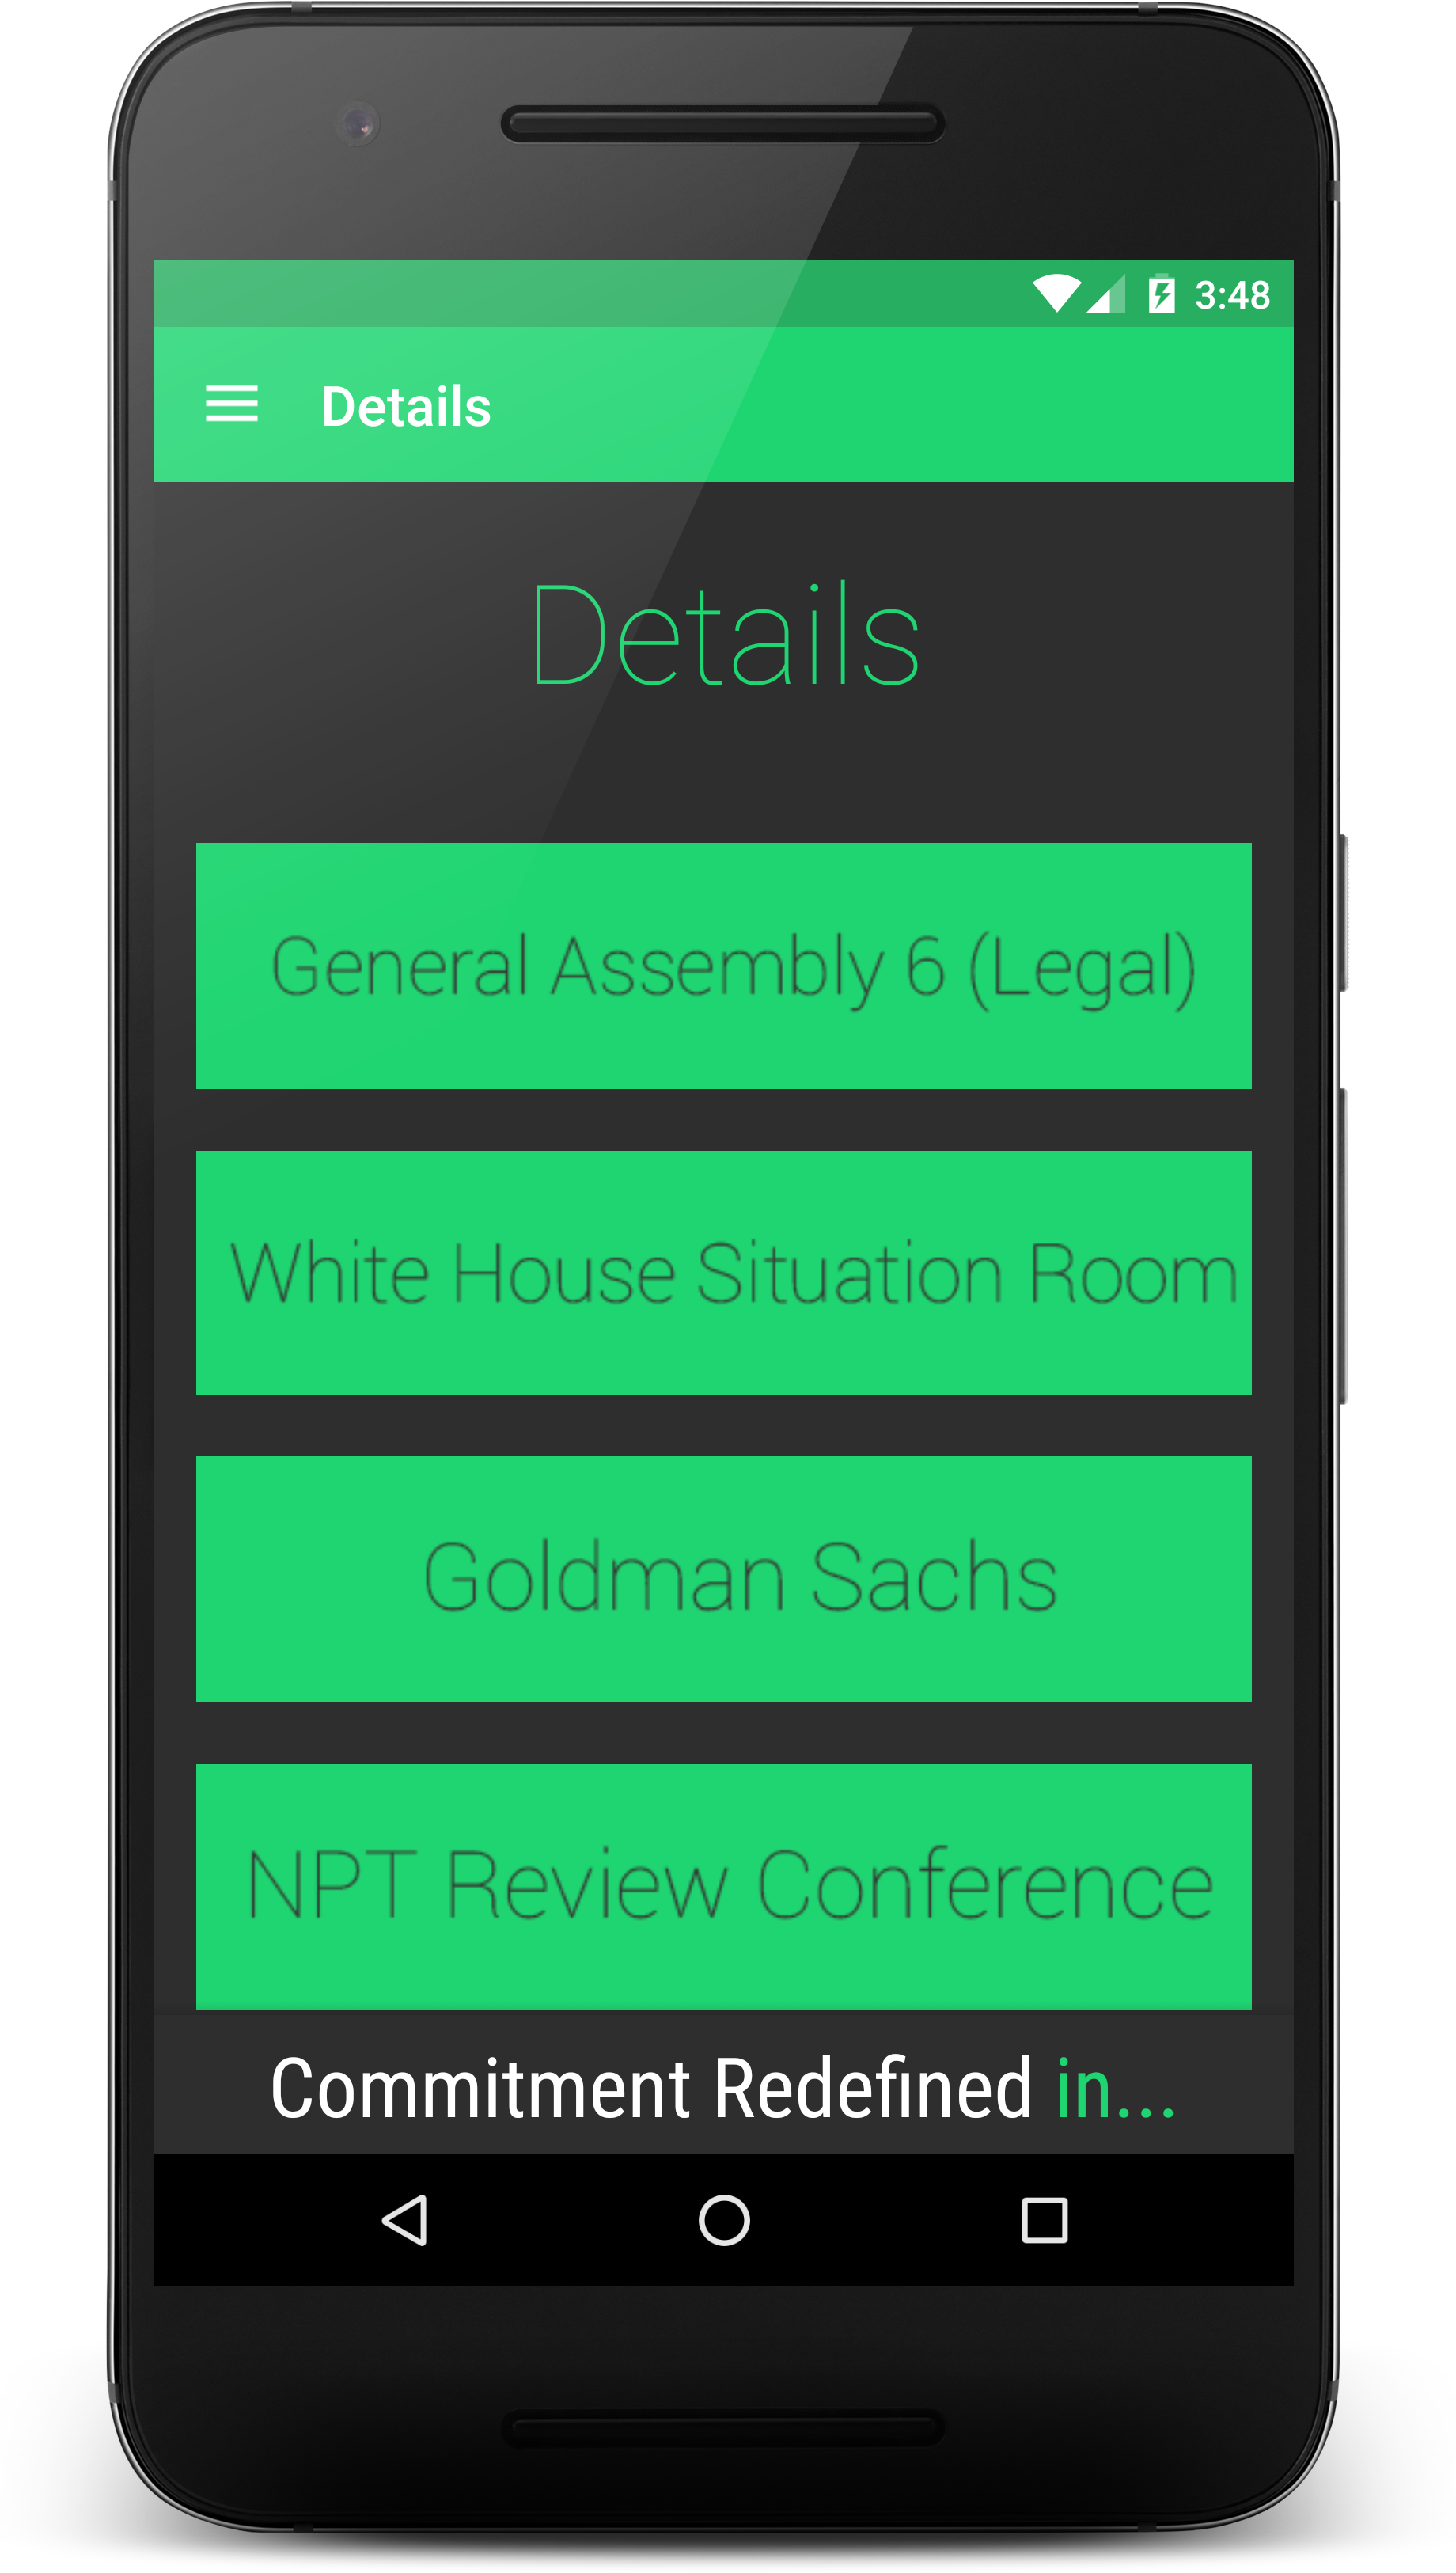 3:48
Details
Details
General Assembly 6 (Legal)
White House Situation Room
Goldman Sachs
NPT Review Conference
Commitment Redefined in...